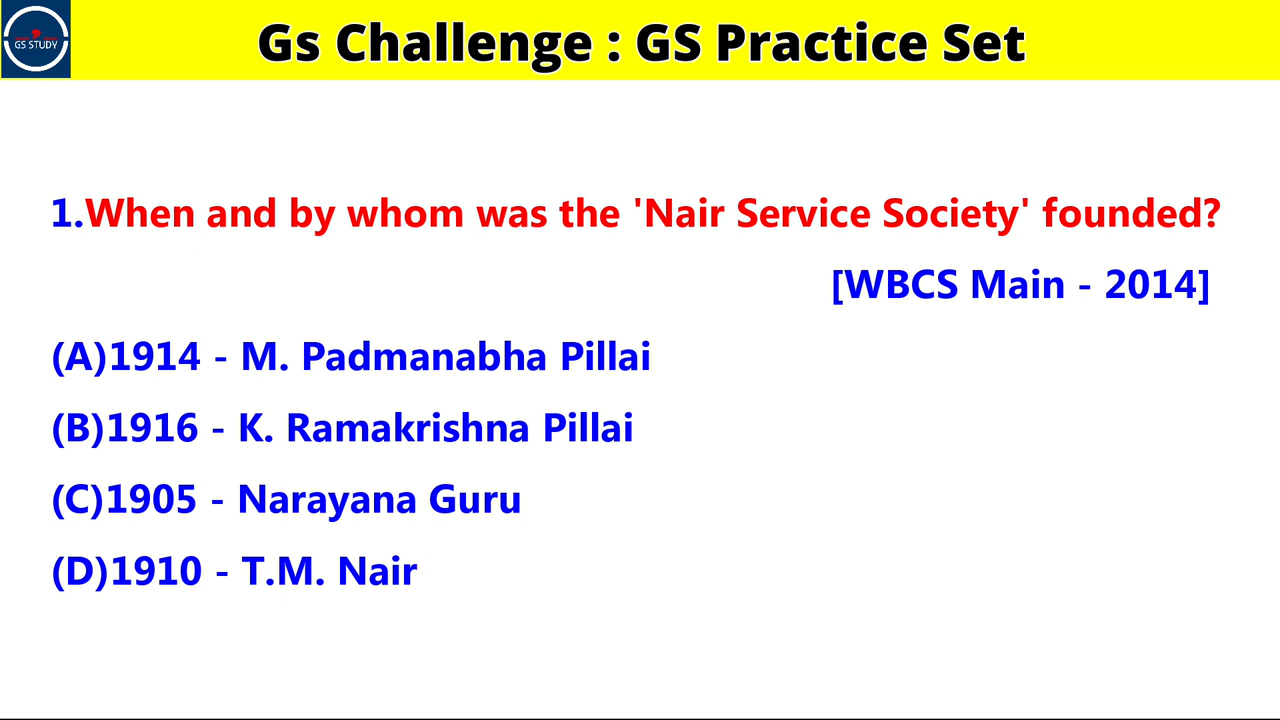 GS STUDY
Gs Challenge : GS Practice Set
1.When and by whom was the 'Nair Service Society' founded?
[WBCS Main - 2014]
(A)1914 - M. Padmanabha Pillai
(B)1916 - K. Ramakrishna Pillai
(C)1905 - Narayana Guru
(D)1910 - T.M. Nair